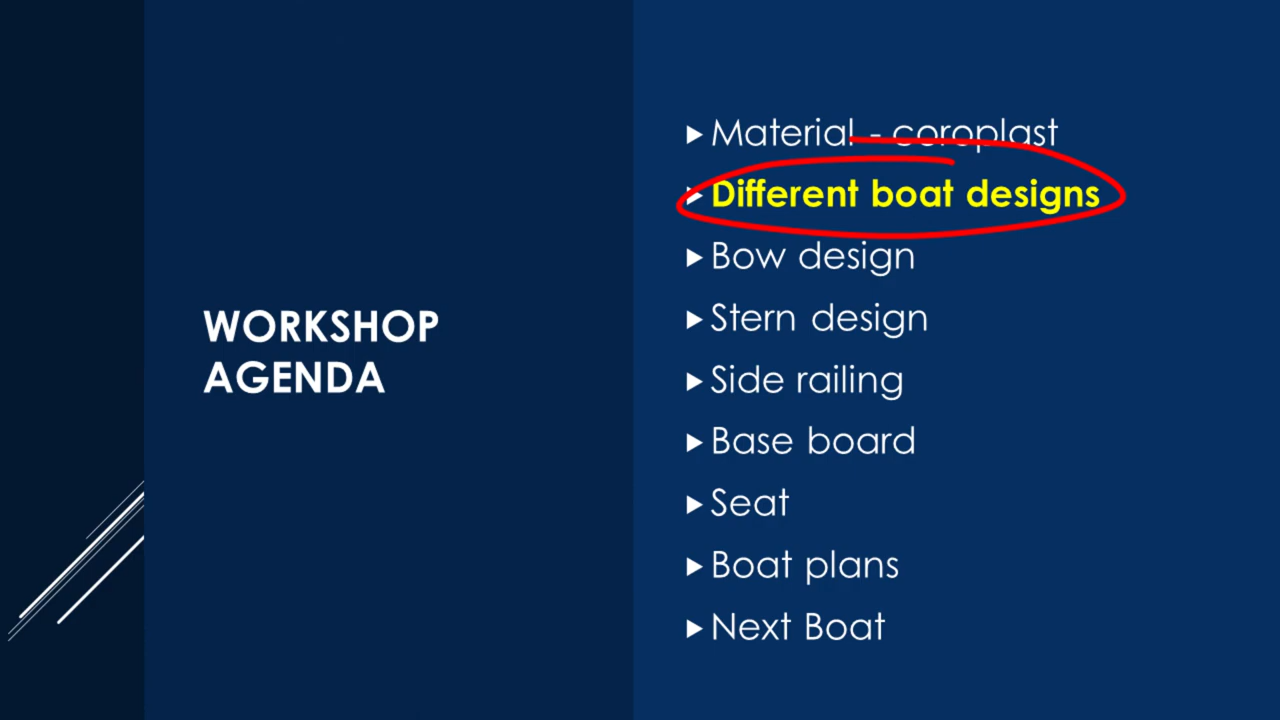 WORKSHOP
AGENDA
Material - coroplast
Different boat designs
Bow design
Stern design
Side railing
Base board
Seat
Boat plans
Next Boat